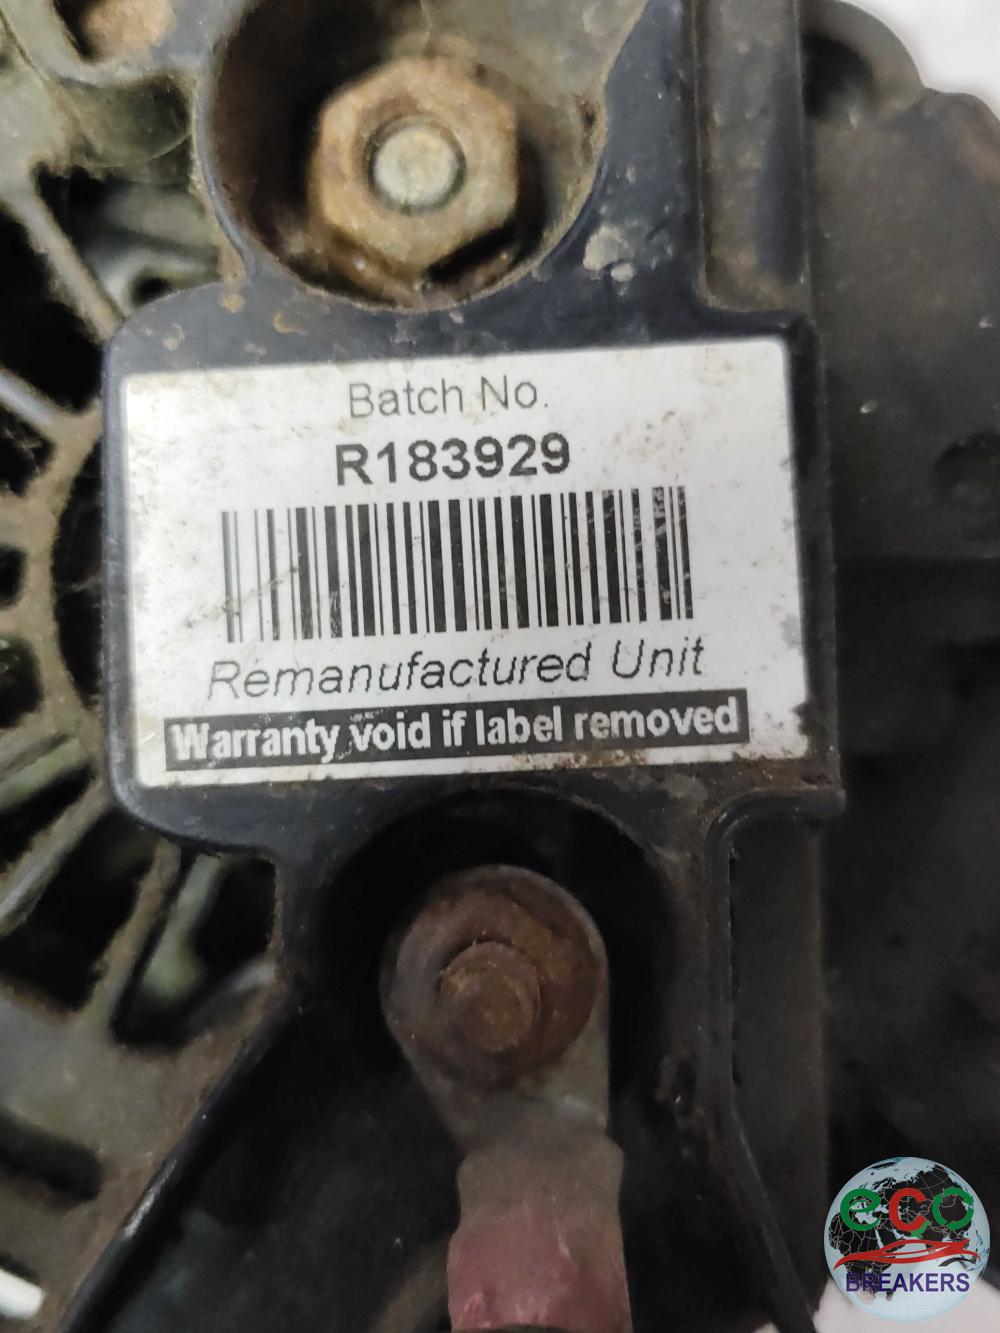 Batch No.
R183929
Remanufactured Unit
Warranty void if label removed
eco
BREAKERS